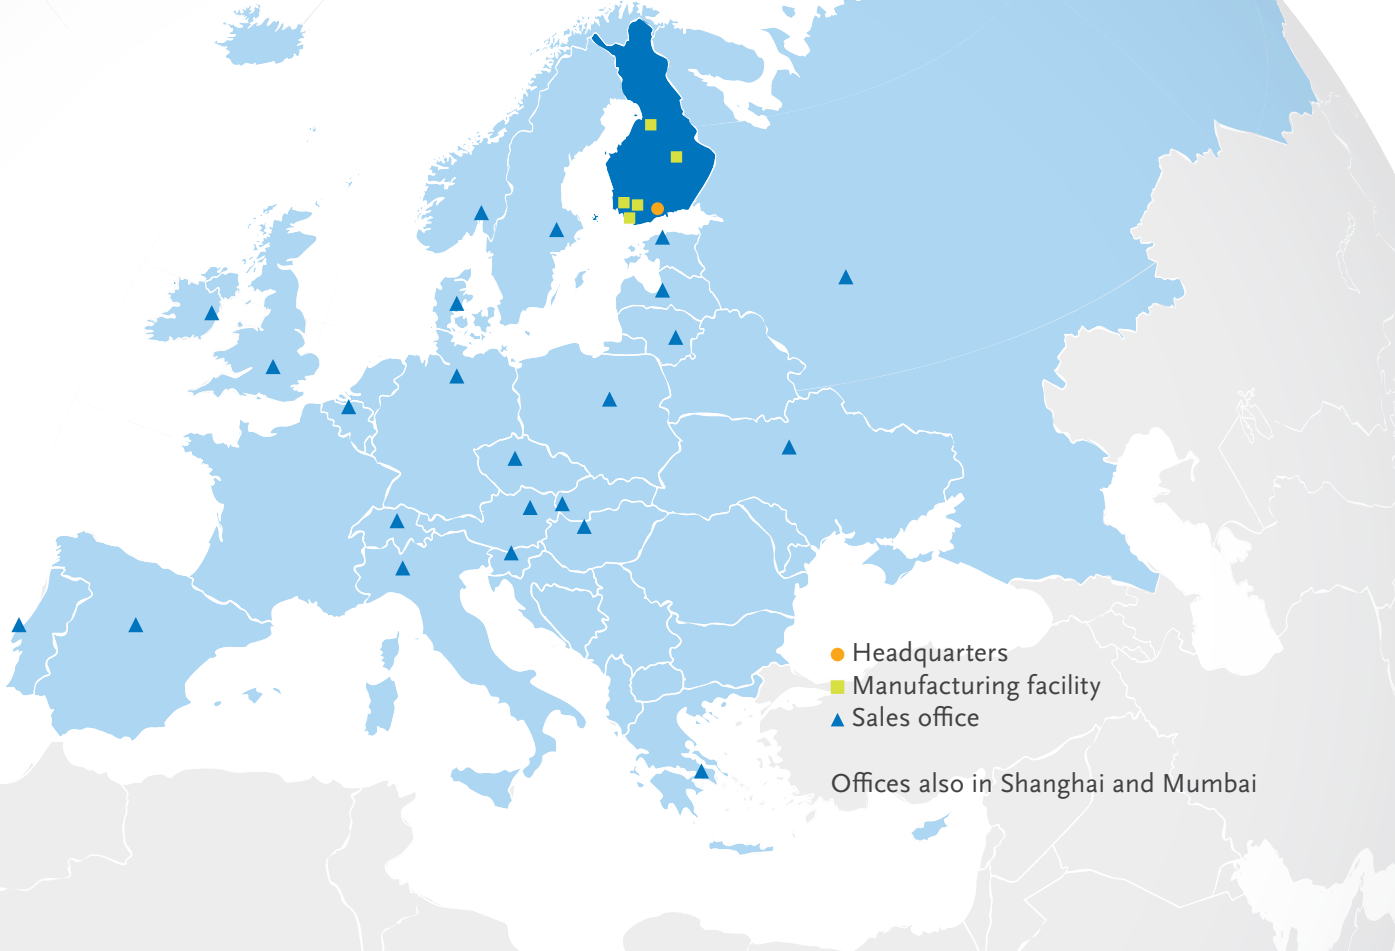 Headquarters
Manufacturing facility
Sales office
Offices also in Shanghai and Mumbai